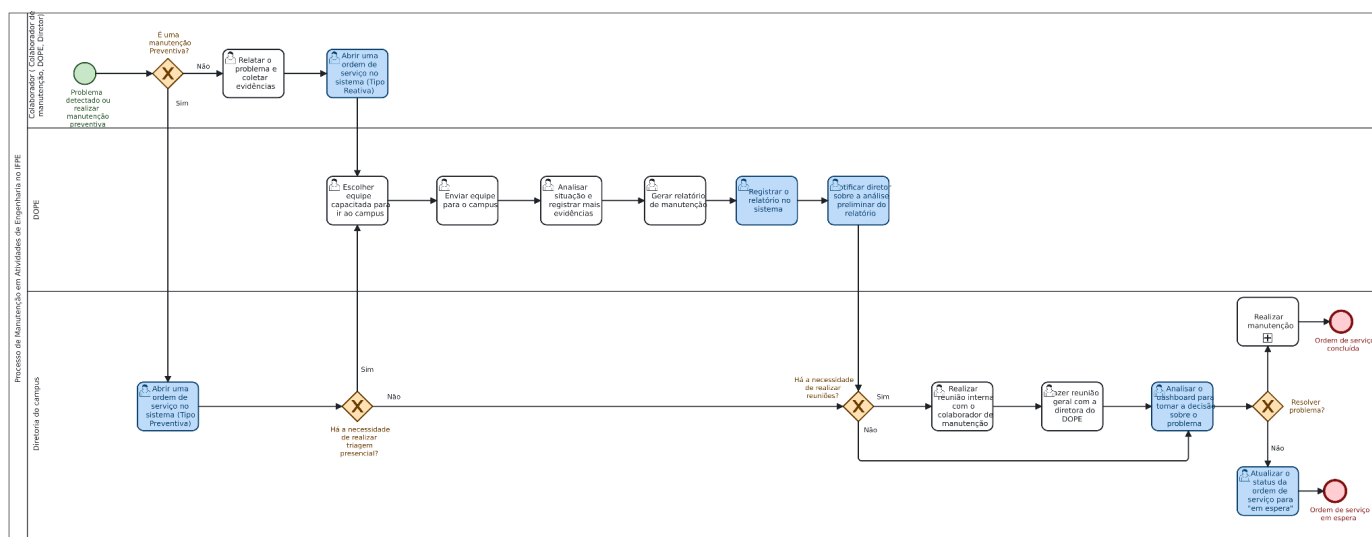 Processo de Manutenção em Atividades de Engenharia no IFPE
Colaborador ( Colaborador de
manutenção, DOPE, Diretor)
Problema
detectado ou
realizar
manutenção
preventiva
É uma
manutenção
Preventiva?
Não
Sim
Relatar o
problema e
coletar
evidências
Abrir uma
ordem de
serviço no
sistema (Tipo
Reativa)
DOPE
Escolher
equipe
capacitada para
ir ao campus
Enviar equipe
para o campus
Analisar
situação e
registrar mais
evidências
Gerar relatório
de manutenção
Registrar o
relatório no
sistema
diretor
sobre a análise
preliminar do
relatório
Diretoria do campus
Abrir uma
ordem de
serviço no
sistema (Tipo
Preventiva)
Sim
Não
Há a necessidade
de realizar
triagem
presencial?
Há a necessidade
de realizar
reuniões?
Sim
Não
Realizar
reunião interna
com o
colaborador de
manutenção
reunião
geral com a
diretora do
DOPE
Analisar o
dashboard para
tomar a decisão
sobre o
problema
Resolver
problema?
Não
Realizar
manutenção
Ordem de serviço
concluída
Atualizar o
status da
ordem de
serviço para
"em espera"
Ordem de serviço
em espera